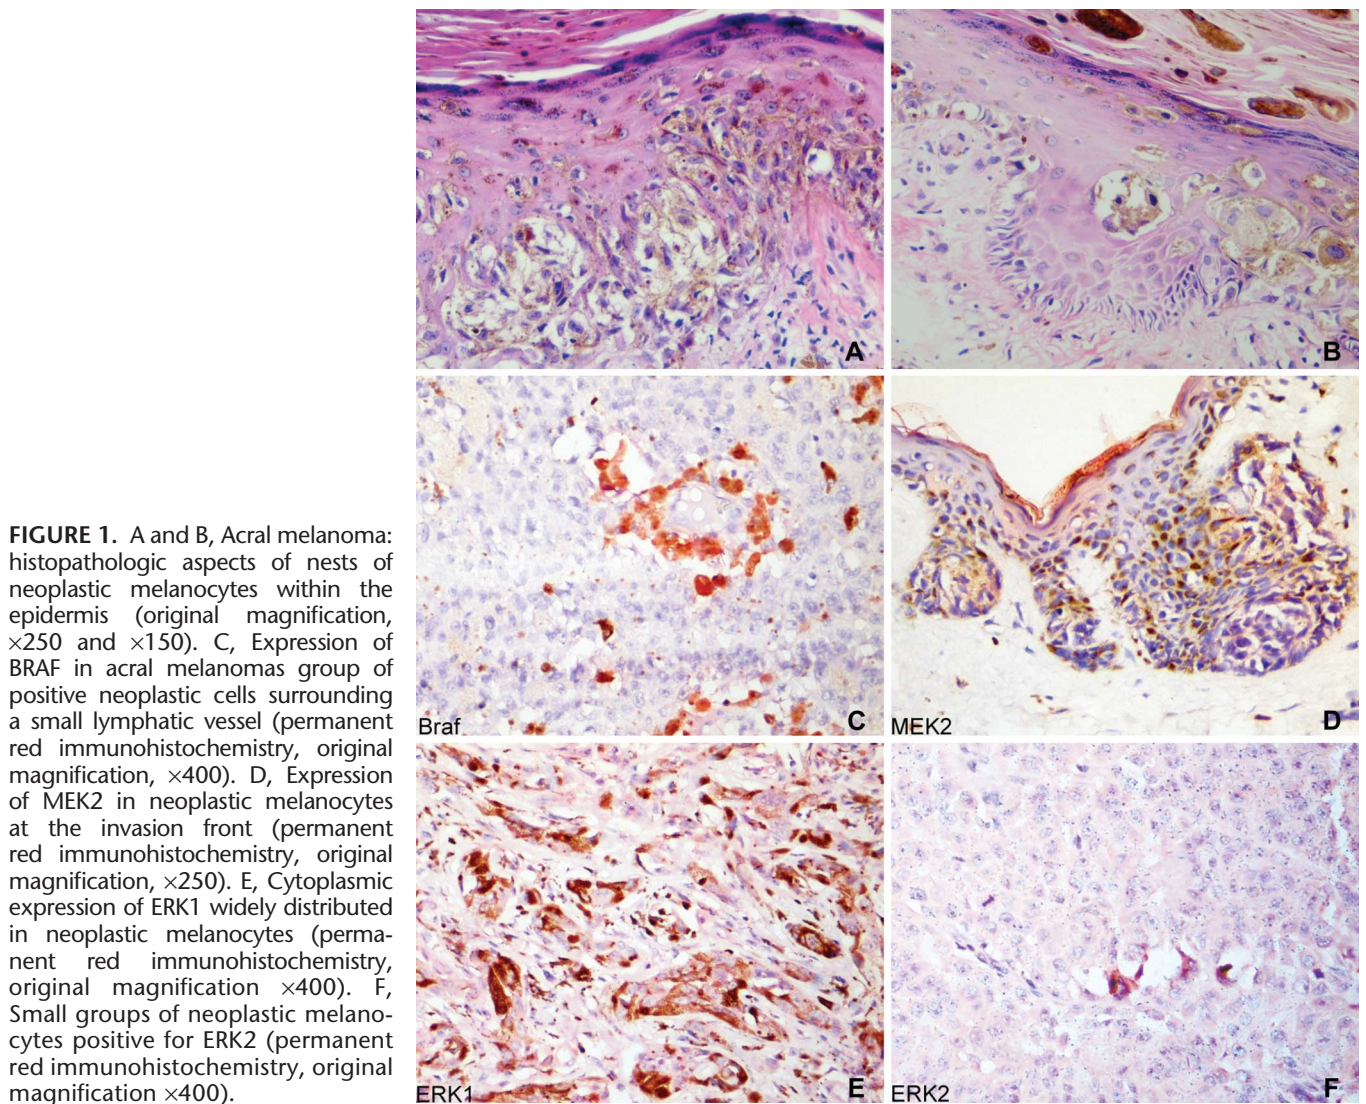 FIGURE 1. A and B, Acral melanoma:
histopathologic aspects of nests of
neoplastic melanocytes within the
epidermis (original magnification,
×250 and ×150). C, Expression of
BRAF in acral melanomas group of
positive neoplastic cells surrounding
a small lymphatic vessel (permanent
red immunohistochemistry, original
magnification, ×400). D, Expression
of MEK2 in neoplastic melanocytes
at the invasion front (permanent
red immunohistochemistry, original
magnification, ×250). E, Cytoplasmic
expression of ERK1 widely distributed
in neoplastic melanocytes (perma-
nent red immunohistochemistry,
original magnification ×400). F,
Small groups of neoplastic melano-
cytes positive for ERK2 (permanent
red immunohistochemistry, original
magnification ×400).
A
B
Braf
C
MEK2
D
ERK1
E
ERK2
F